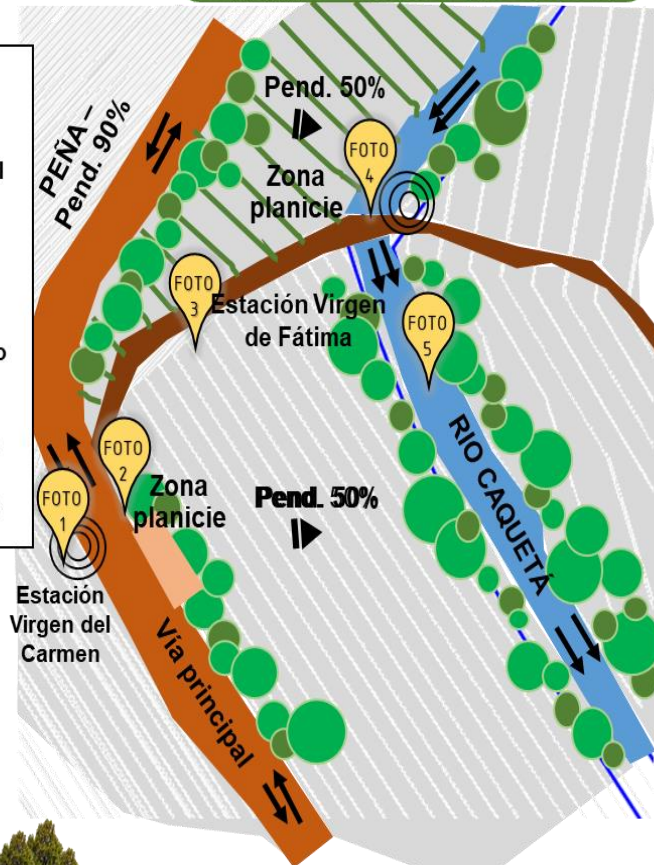 PEÑA –
Pend. 90%
Pend. 50%
FOTO
4
Zona
planicie
FOTO
3
Estación Virgen
de Fátima
FOTO
5
FOTO
2
Zona
planicie
Pend. 50%
RIO CAQUETÁ
FOTO
1
Estación
Virgen del
Carmen
Vía principal